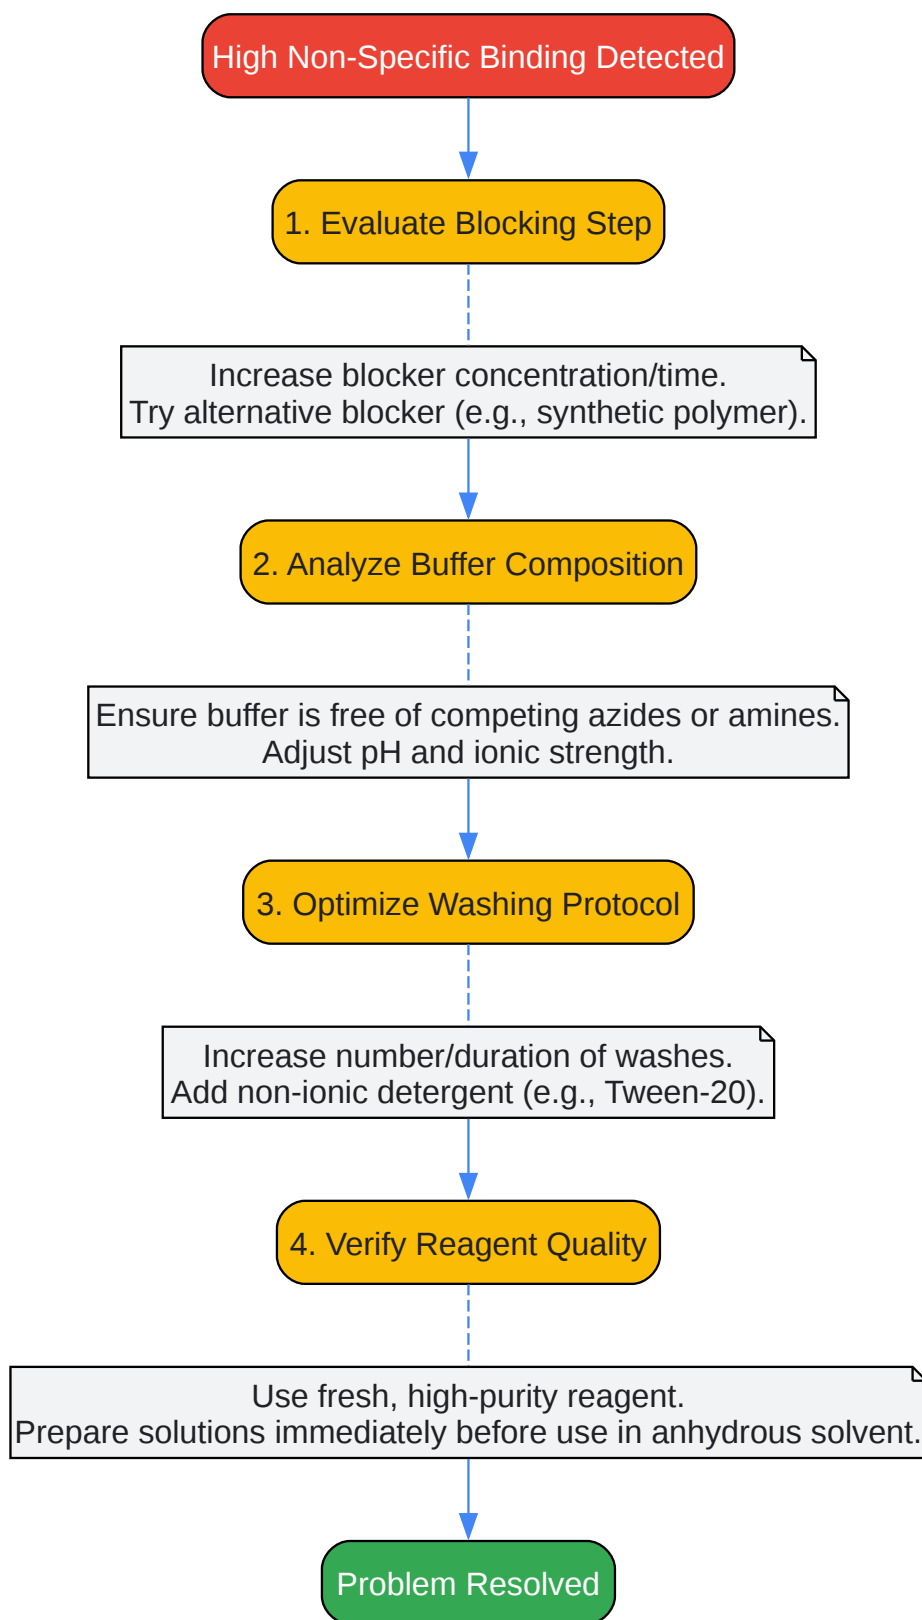 High Non-Specific Binding Detected
1. Evaluate Blocking Step
Increase blocker concentration/time.
Try alternative blocker (e.g., synthetic polymer).
2. Analyze Buffer Composition
Ensure buffer is free of competing azides or amines.
Adjust pH and ionic strength.
3. Optimize Washing Protocol
Increase number/duration of washes.
Add non-ionic detergent (e.g., Tween-20).
4. Verify Reagent Quality
Use fresh, high-purity reagent.
Prepare solutions immediately before use in anhydrous solvent.
Problem Resolved